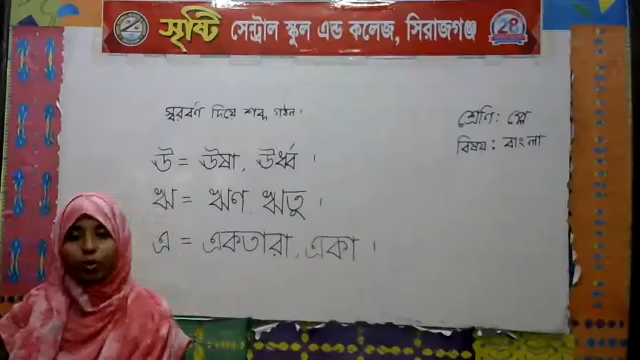 সৃষ্টি সেন্ট্রাল স্কুল এন্ড কলেজ, সিরাজগঞ্জ
স্বরবর্ণ দিয়ে শব্দ গঠন।
শ্রেণি: প্লে
বিষয়: বাংলা
ঊ = ঊষা, ঊর্ধ্ব।
ঋ = ঋণ, ঋতু।
এ = একতারা, একা।